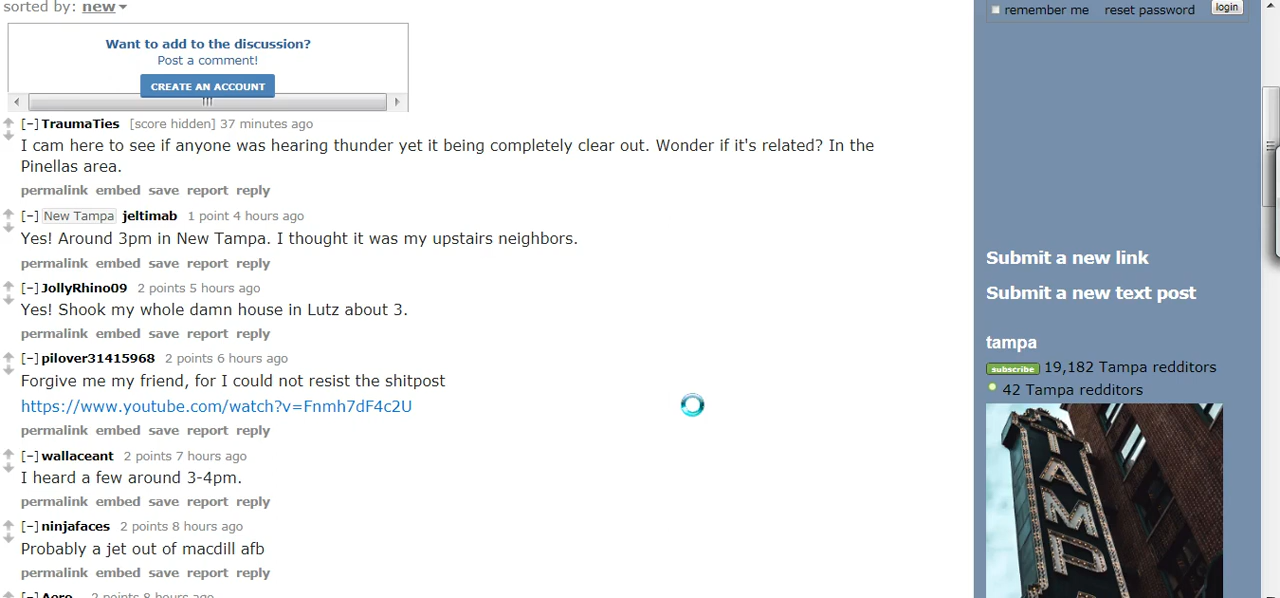 sorted by: new
Want to add to the discussion?
Post a comment!
CREATE AN ACCOUNT
[–] TraumaTies [score hidden] 37 minutes ago
I cam here to see if anyone was hearing thunder yet it being completely clear out. Wonder if it's related? In the
Pinellas area.
permalink embed save report reply
[–] New Tampa jeltimab 1 point 4 hours ago
Yes! Around 3pm in New Tampa. I thought it was my upstairs neighbors.
permalink embed save report reply
[–] JollyRhino09 2 points 5 hours ago
Yes! Shook my whole damn house in Lutz about 3.
permalink embed save report reply
[–] pilover31415968 2 points 6 hours ago
Forgive me my friend, for I could not resist the shitpost
https://www.youtube.com/watch?v=Fnmh7dF4c2U
permalink embed save report reply
[–] wallaceant 2 points 7 hours ago
I heard a few around 3-4pm.
permalink embed save report reply
[–] ninjafaces 2 points 8 hours ago
Probably a jet out of macdill afb
permalink embed save report reply
[–] Aero 2 points 8 hours ago
remember me reset password login
Submit a new link
Submit a new text post
tampa
subscribe 19,182 Tampa redditors
42 Tampa redditors
TAMP